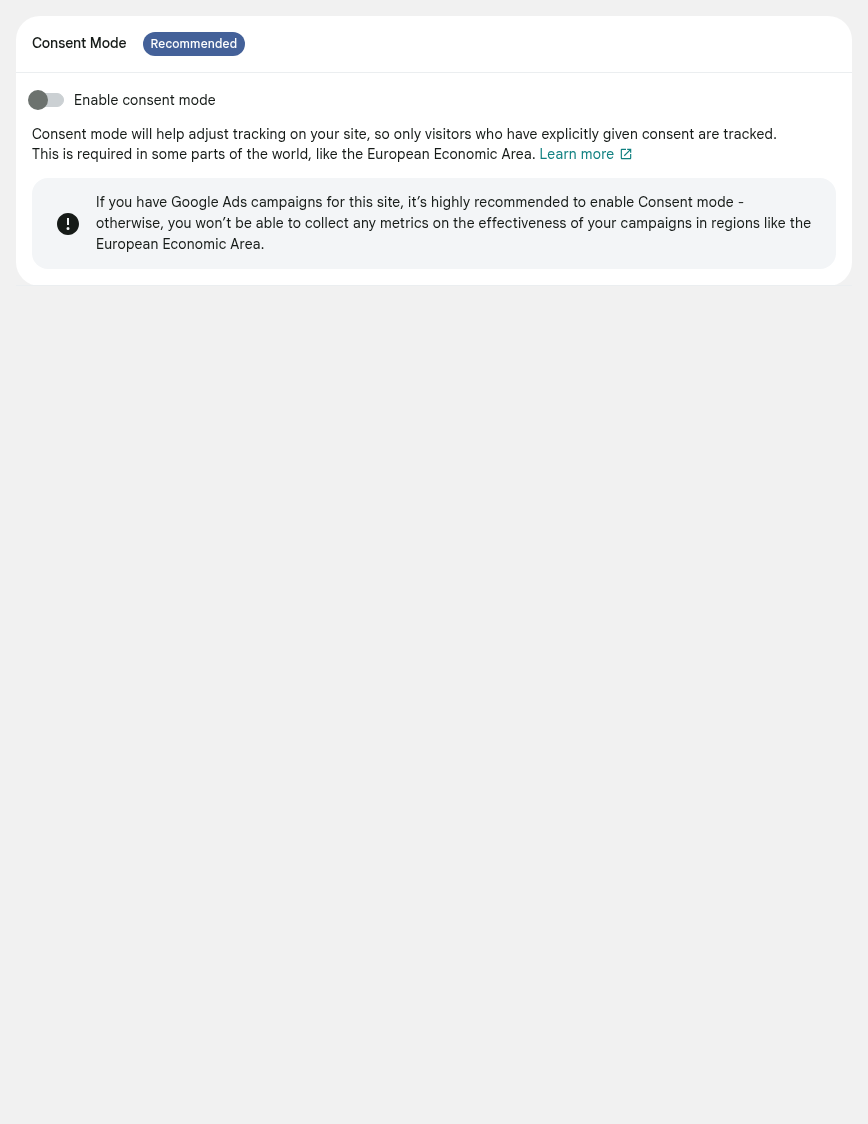 Consent Mode
Recommended
Enable consent mode
Consent mode will help adjust tracking on your site, so only visitors who have explicitly given consent are tracked.
This is required in some parts of the world, like the European Economic Area. Learn more
If you have Google Ads campaigns for this site, it’s highly recommended to enable Consent mode -
otherwise, you won’t be able to collect any metrics on the effectiveness of your campaigns in regions like the
European Economic Area.